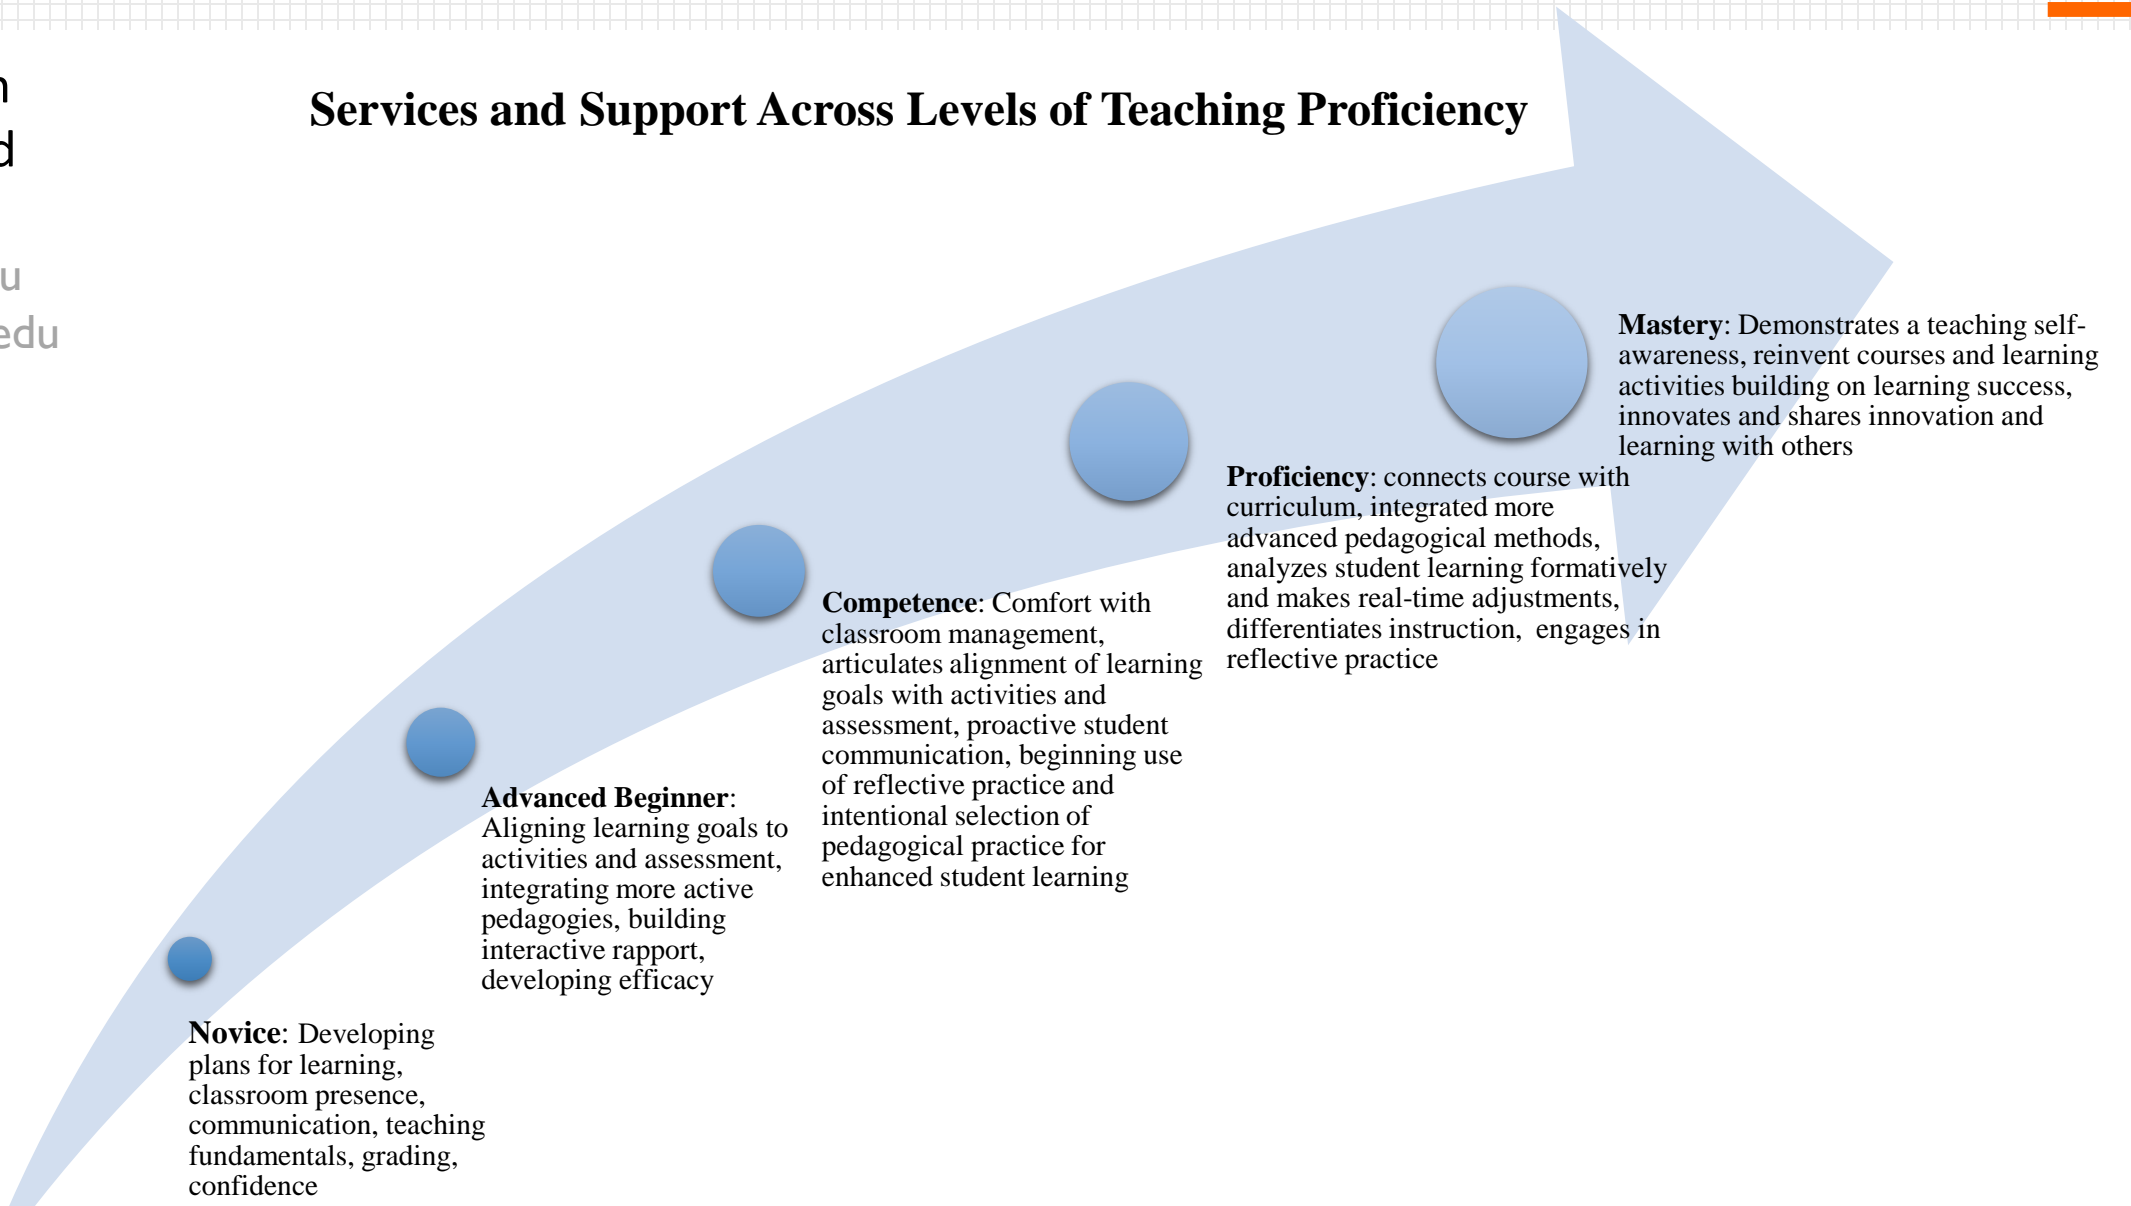 n
d
u
edu
Services and Support Across Levels of Teaching Proficiency
Mastery: Demonstrates a teaching self-
awareness, reinvent courses and learning
activities building on learning success,
innovates and shares innovation and
learning with others
Proficiency: connects course with
curriculum, integrated more
advanced pedagogical methods,
analyzes student learning formatively
and makes real-time adjustments,
differentiates instruction,  engages in
reflective practice
Competence: Comfort with
classroom management,
articulates alignment of learning
goals with activities and
assessment, proactive student
communication, beginning use
of reflective practice and
intentional selection of
pedagogical practice for
enhanced student learning
Advanced Beginner:
Aligning learning goals to
activities and assessment,
integrating more active
pedagogies, building
interactive rapport,
developing efficacy
Novice: Developing
plans for learning,
classroom presence,
communication, teaching
fundamentals, grading,
confidence